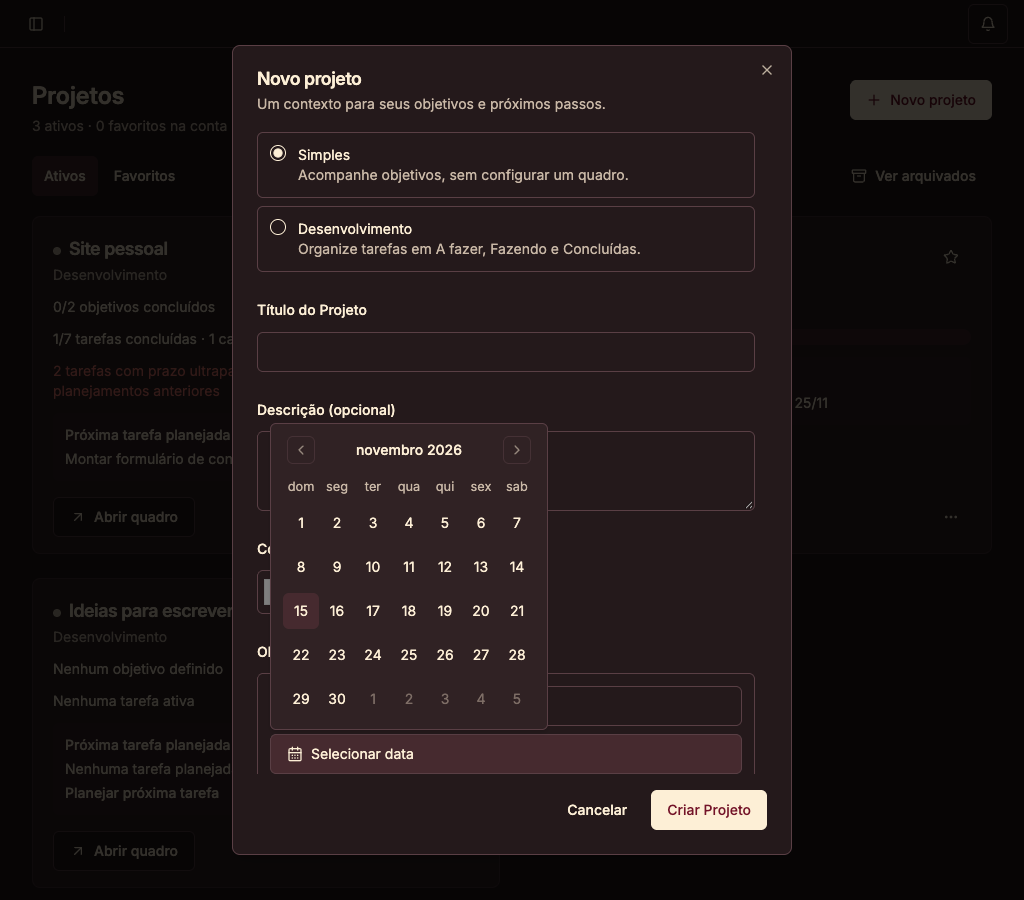 Projetos
3 ativos · 0 favoritos na conta
Novo projeto
Ativos
Favoritos
Ver arquivados
Site pessoal
Desenvolvimento
0/2 objetivos concluídos
1/7 tarefas concluídas · 1
2 tarefas com prazo
planejamentos anteriores
Próxima tarefa planejada
Montar formulário de
Abrir quadro
25/11
Ideias para escrever
Desenvolvimento
Nenhum objetivo definido
Nenhuma tarefa ativa
Próxima tarefa planejada
Nenhuma tarefa
Planejar próxima tarefa
Abrir quadro
Novo projeto
Um contexto para seus objetivos e próximos passos.
Simples
Acompanhe objetivos, sem configurar um quadro.
Desenvolvimento
Organize tarefas em A fazer, Fazendo e Concluídas.
Título do Projeto
Descrição (opcional)
novembro 2026
dom seg ter qua qui sex sab
1 2 3 4 5 6 7
8 9 10 11 12 13 14
15 16 17 18 19 20 21
22 23 24 25 26 27 28
29 30 1 2 3 4 5
Selecionar data
Cancelar
Criar Projeto